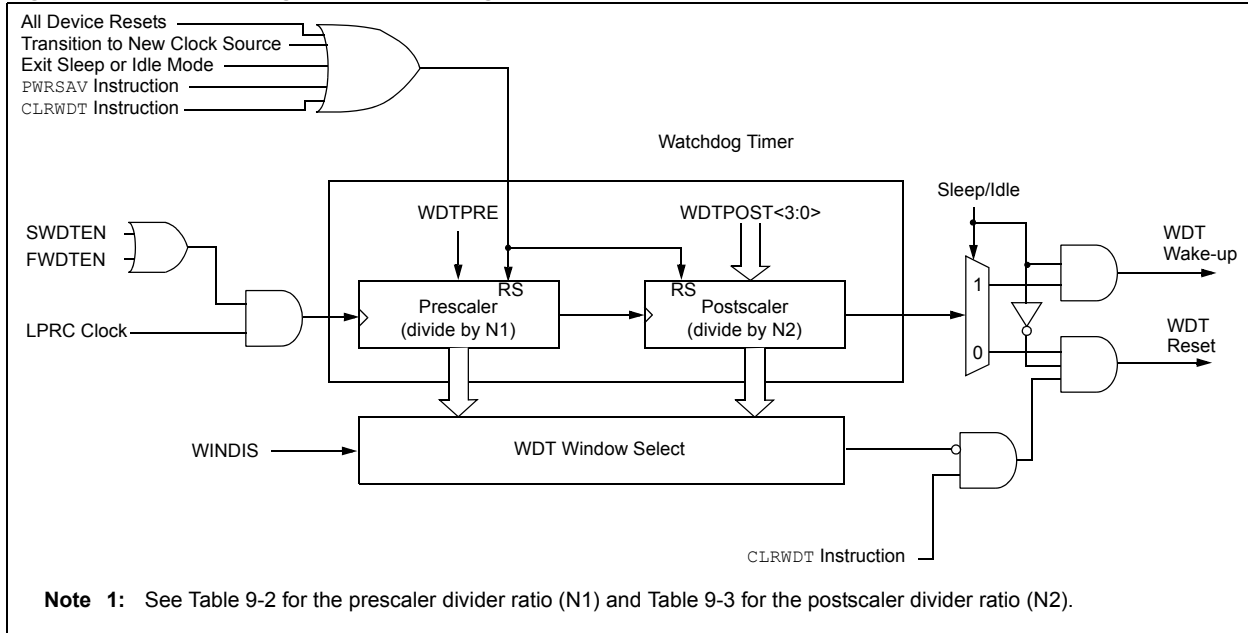 All Device Resets
Transition to New Clock Source
Exit Sleep or Idle Mode
PWRSAV Instruction
CLRWDT Instruction
Watchdog Timer
Sleep/Idle
WDTPRE
WDTPOST<3:0>
SWDTEN
FWDTEN
WDT
Wake-up
RS
RS
1
Prescaler
(divide by N1)
Postscaler
(divide by N2)
LPRC Clock
WDT
Reset
0
WINDIS
WDT Window Select
CLRWDT Instruction
Note 1: See Table 9-2 for the prescaler divider ratio (N1) and Table 9-3 for the postscaler divider ratio (N2).